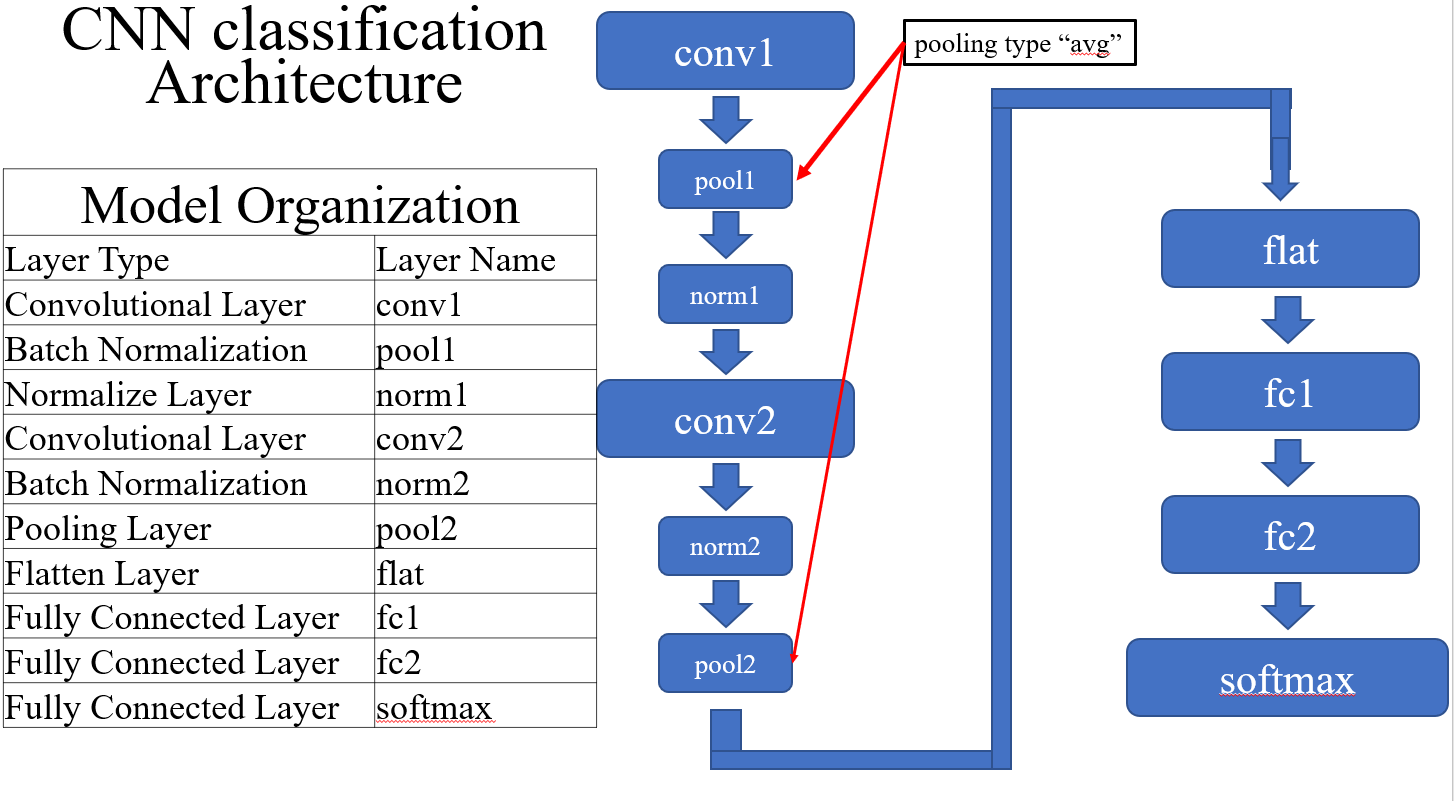 CNN classification
Architecture
Model Organization
Layer Type Layer Name
Convolutional Layer conv1
Batch Normalization pool1
Normalize Layer norm1
Convolutional Layer conv2
Batch Normalization norm2
Pooling Layer pool2
Flatten Layer flat
Fully Connected Layer fc1
Fully Connected Layer fc2
Fully Connected Layer softmax
conv1
pool1
norm1
conv2
norm2
pool2
pooling type “avg”
flat
fc1
fc2
softmax